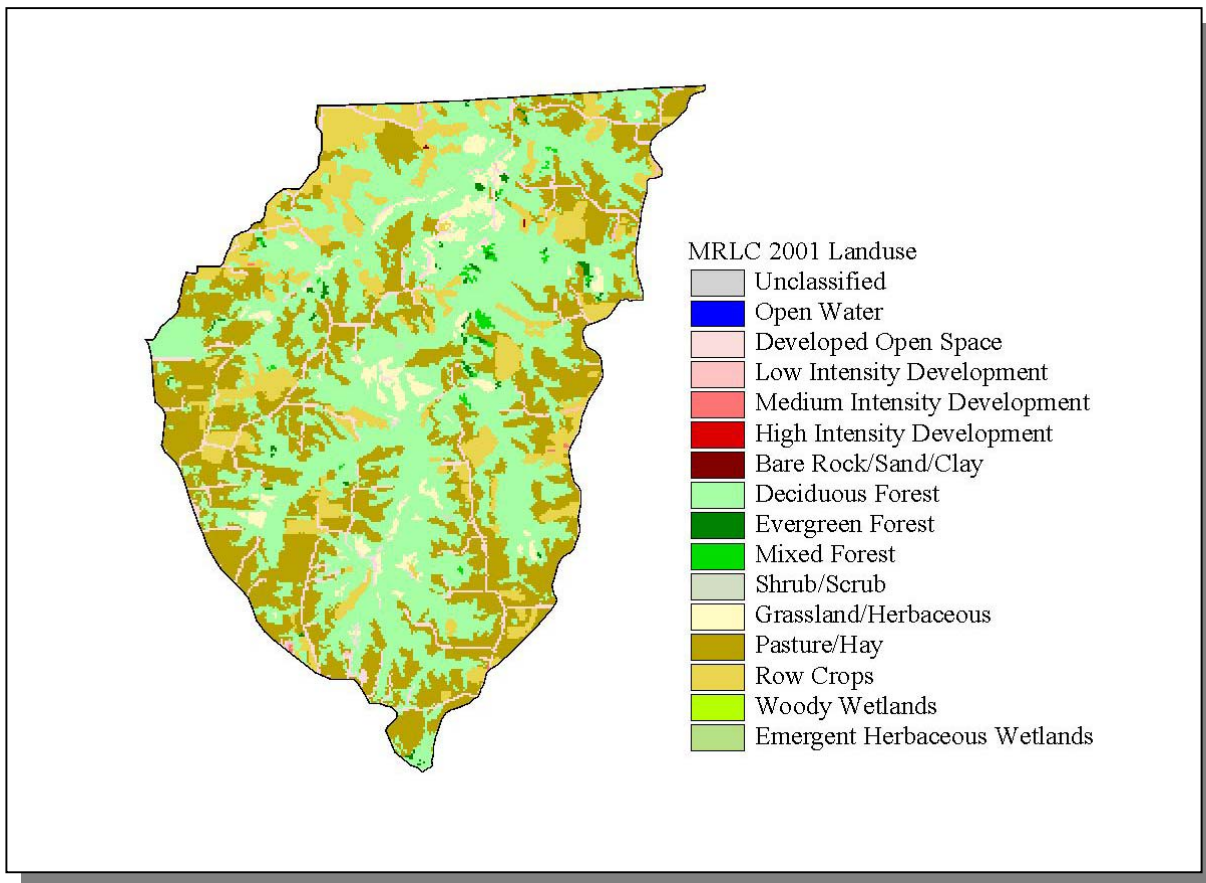 MRLC 2001 Landuse
Unclassified
Open Water
Developed Open Space
Low Intensity Development
Medium Intensity Development
High Intensity Development
Bare Rock/Sand/Clay
Deciduous Forest
Evergreen Forest
Mixed Forest
Shrub/Scrub
Grassland/Herbaceous
Pasture/Hay
Row Crops
Woody Wetlands
Emergent Herbaceous Wetlands